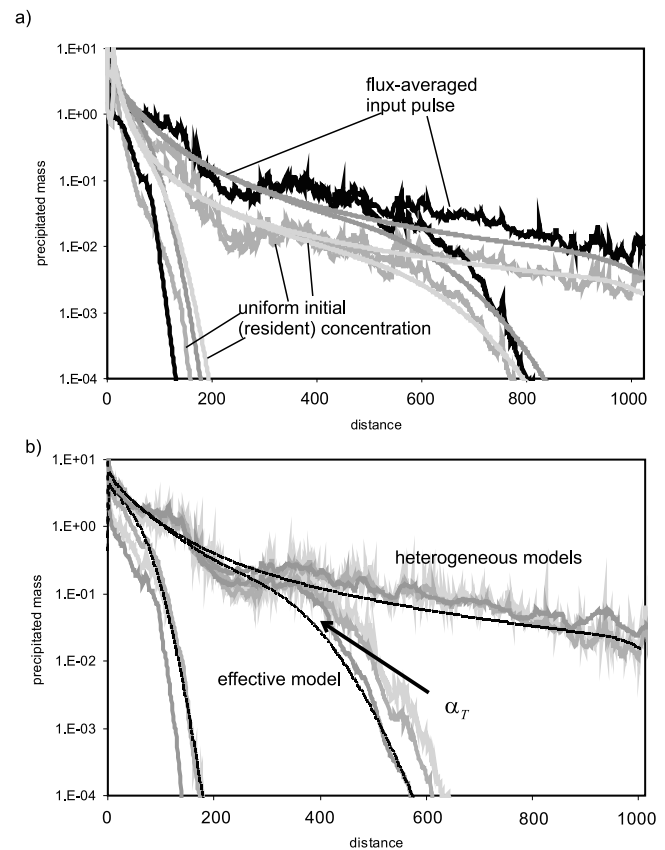 a)
1.E+01
1.E+00
1.E-01
1.E-02
1.E-03
1.E-04
precipitated mass
flux-averaged
input pulse
uniform initial
(resident) concentration
0
200
400
600
800
1000
distance
b)
1.E+01
1.E+00
1.E-01
1.E-02
1.E-03
1.E-04
precipitated mass
heterogeneous models
effective model
α_T
0
200
400
600
800
1000
distance